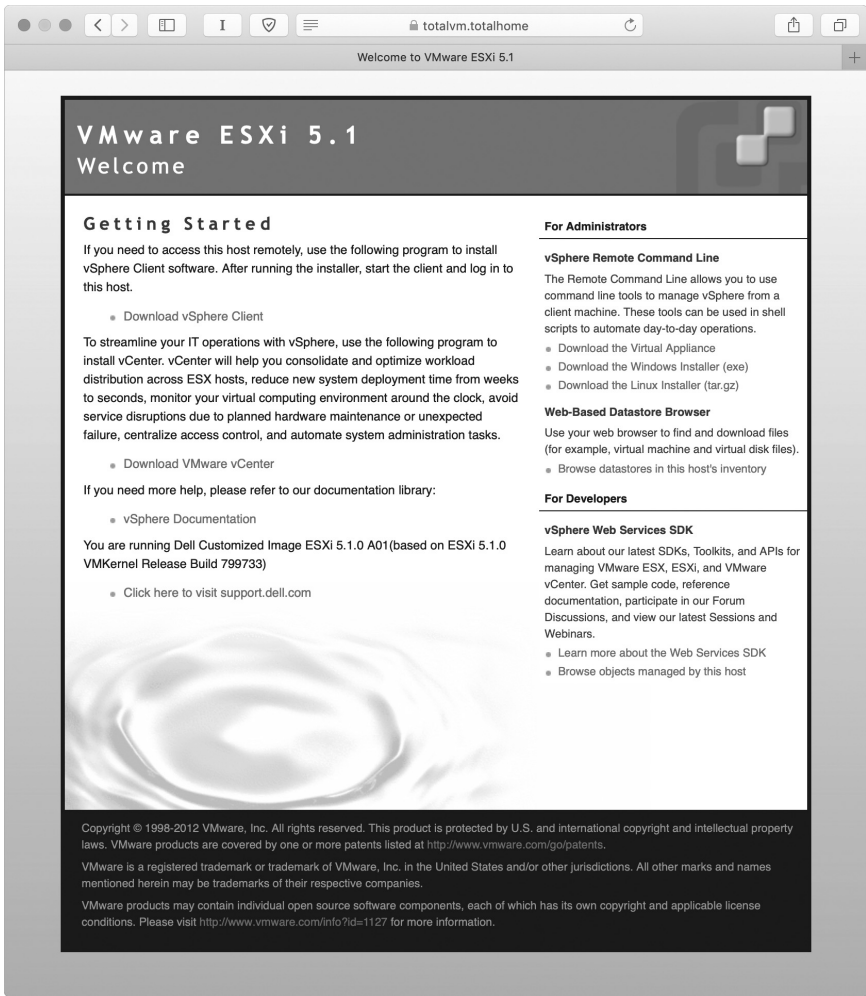 totalvm.totalhome
Welcome to VMware ESXi 5.1
VMware ESXi 5.1
Welcome
Getting Started
If you need to access this host remotely, use the following program to install
vSphere Client software. After running the installer, start the client and log in to
this host.
Download vSphere Client
To streamline your IT operations with vSphere, use the following program to
install vCenter. vCenter will help you consolidate and optimize workload
distribution across ESX hosts, reduce new system deployment time from weeks
to seconds, monitor your virtual computing environment around the clock, avoid
service disruptions due to planned hardware maintenance or unexpected
failure, centralize access control, and automate system administration tasks.
Download VMware vCenter
If you need more help, please refer to our documentation library:
vSphere Documentation
You are running Dell Customized Image ESXi 5.1.0 A01(based on ESXi 5.1.0
VMKernel Release Build 799733)
Click here to visit support.dell.com
For Administrators
vSphere Remote Command Line
The Remote Command Line allows you to use
command line tools to manage vSphere from a
client machine. These tools can be used in shell
scripts to automate day-to-day operations.
Download the Virtual Appliance
Download the Windows Installer (exe)
Download the Linux Installer (tar.gz)
Web-Based Datastore Browser
Use your web browser to find and download files
(for example, virtual machine and virtual disk files).
Browse datastores in this host's inventory
For Developers
vSphere Web Services SDK
Learn about our latest SDKs, Toolkits, and APIs for
managing VMware ESX, ESXi, and VMware
vCenter. Get sample code, reference
documentation, participate in our Forum
Discussions, and view our latest Sessions and
Webinars.
Learn more about the Web Services SDK
Browse objects managed by this host
Copyright © 1998-2012 VMware, Inc. All rights reserved. This product is protected by U.S. and international copyright and intellectual property
laws. VMware products are covered by one or more patents listed at http://www.vmware.com/go/patents.
VMware is a registered trademark or trademark of VMware, Inc. in the United States and/or other jurisdictions. All other marks and names
mentioned herein may be trademarks of their respective companies.
VMware products may contain individual open source software components, each of which has its own copyright and applicable license
conditions. Please visit http://www.vmware.com/info?id=1127 for more information.